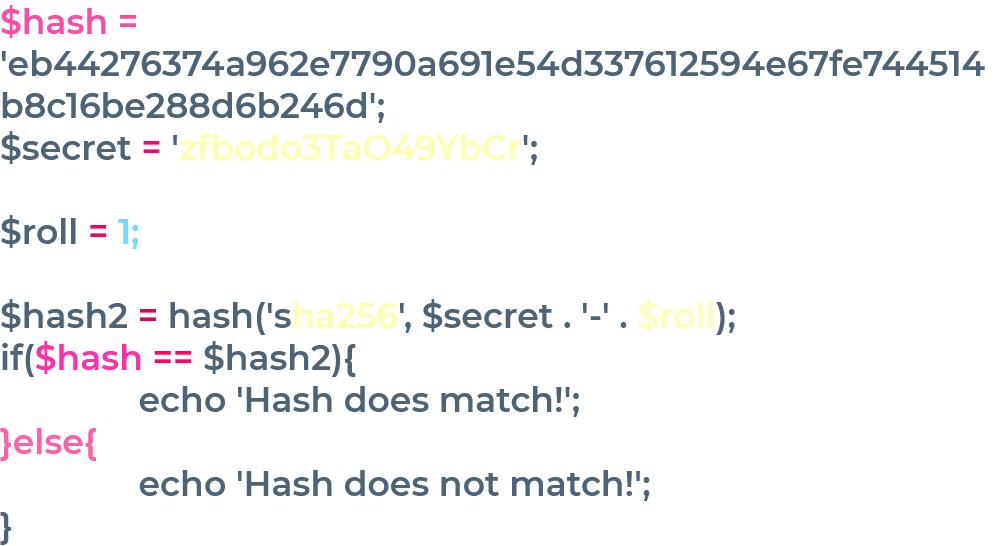 $hash =
'eb44276374a962e7790a691e54d337612594e67fe744514
b8c16be288d6b246d';
$secret = 'zfbodo3TaO49YbCr';
$roll = 1;
$hash2 = hash('sha256', $secret . '-' . $roll);
if($hash == $hash2){
echo 'Hash does match!';
}else{
echo 'Hash does not match!';
}